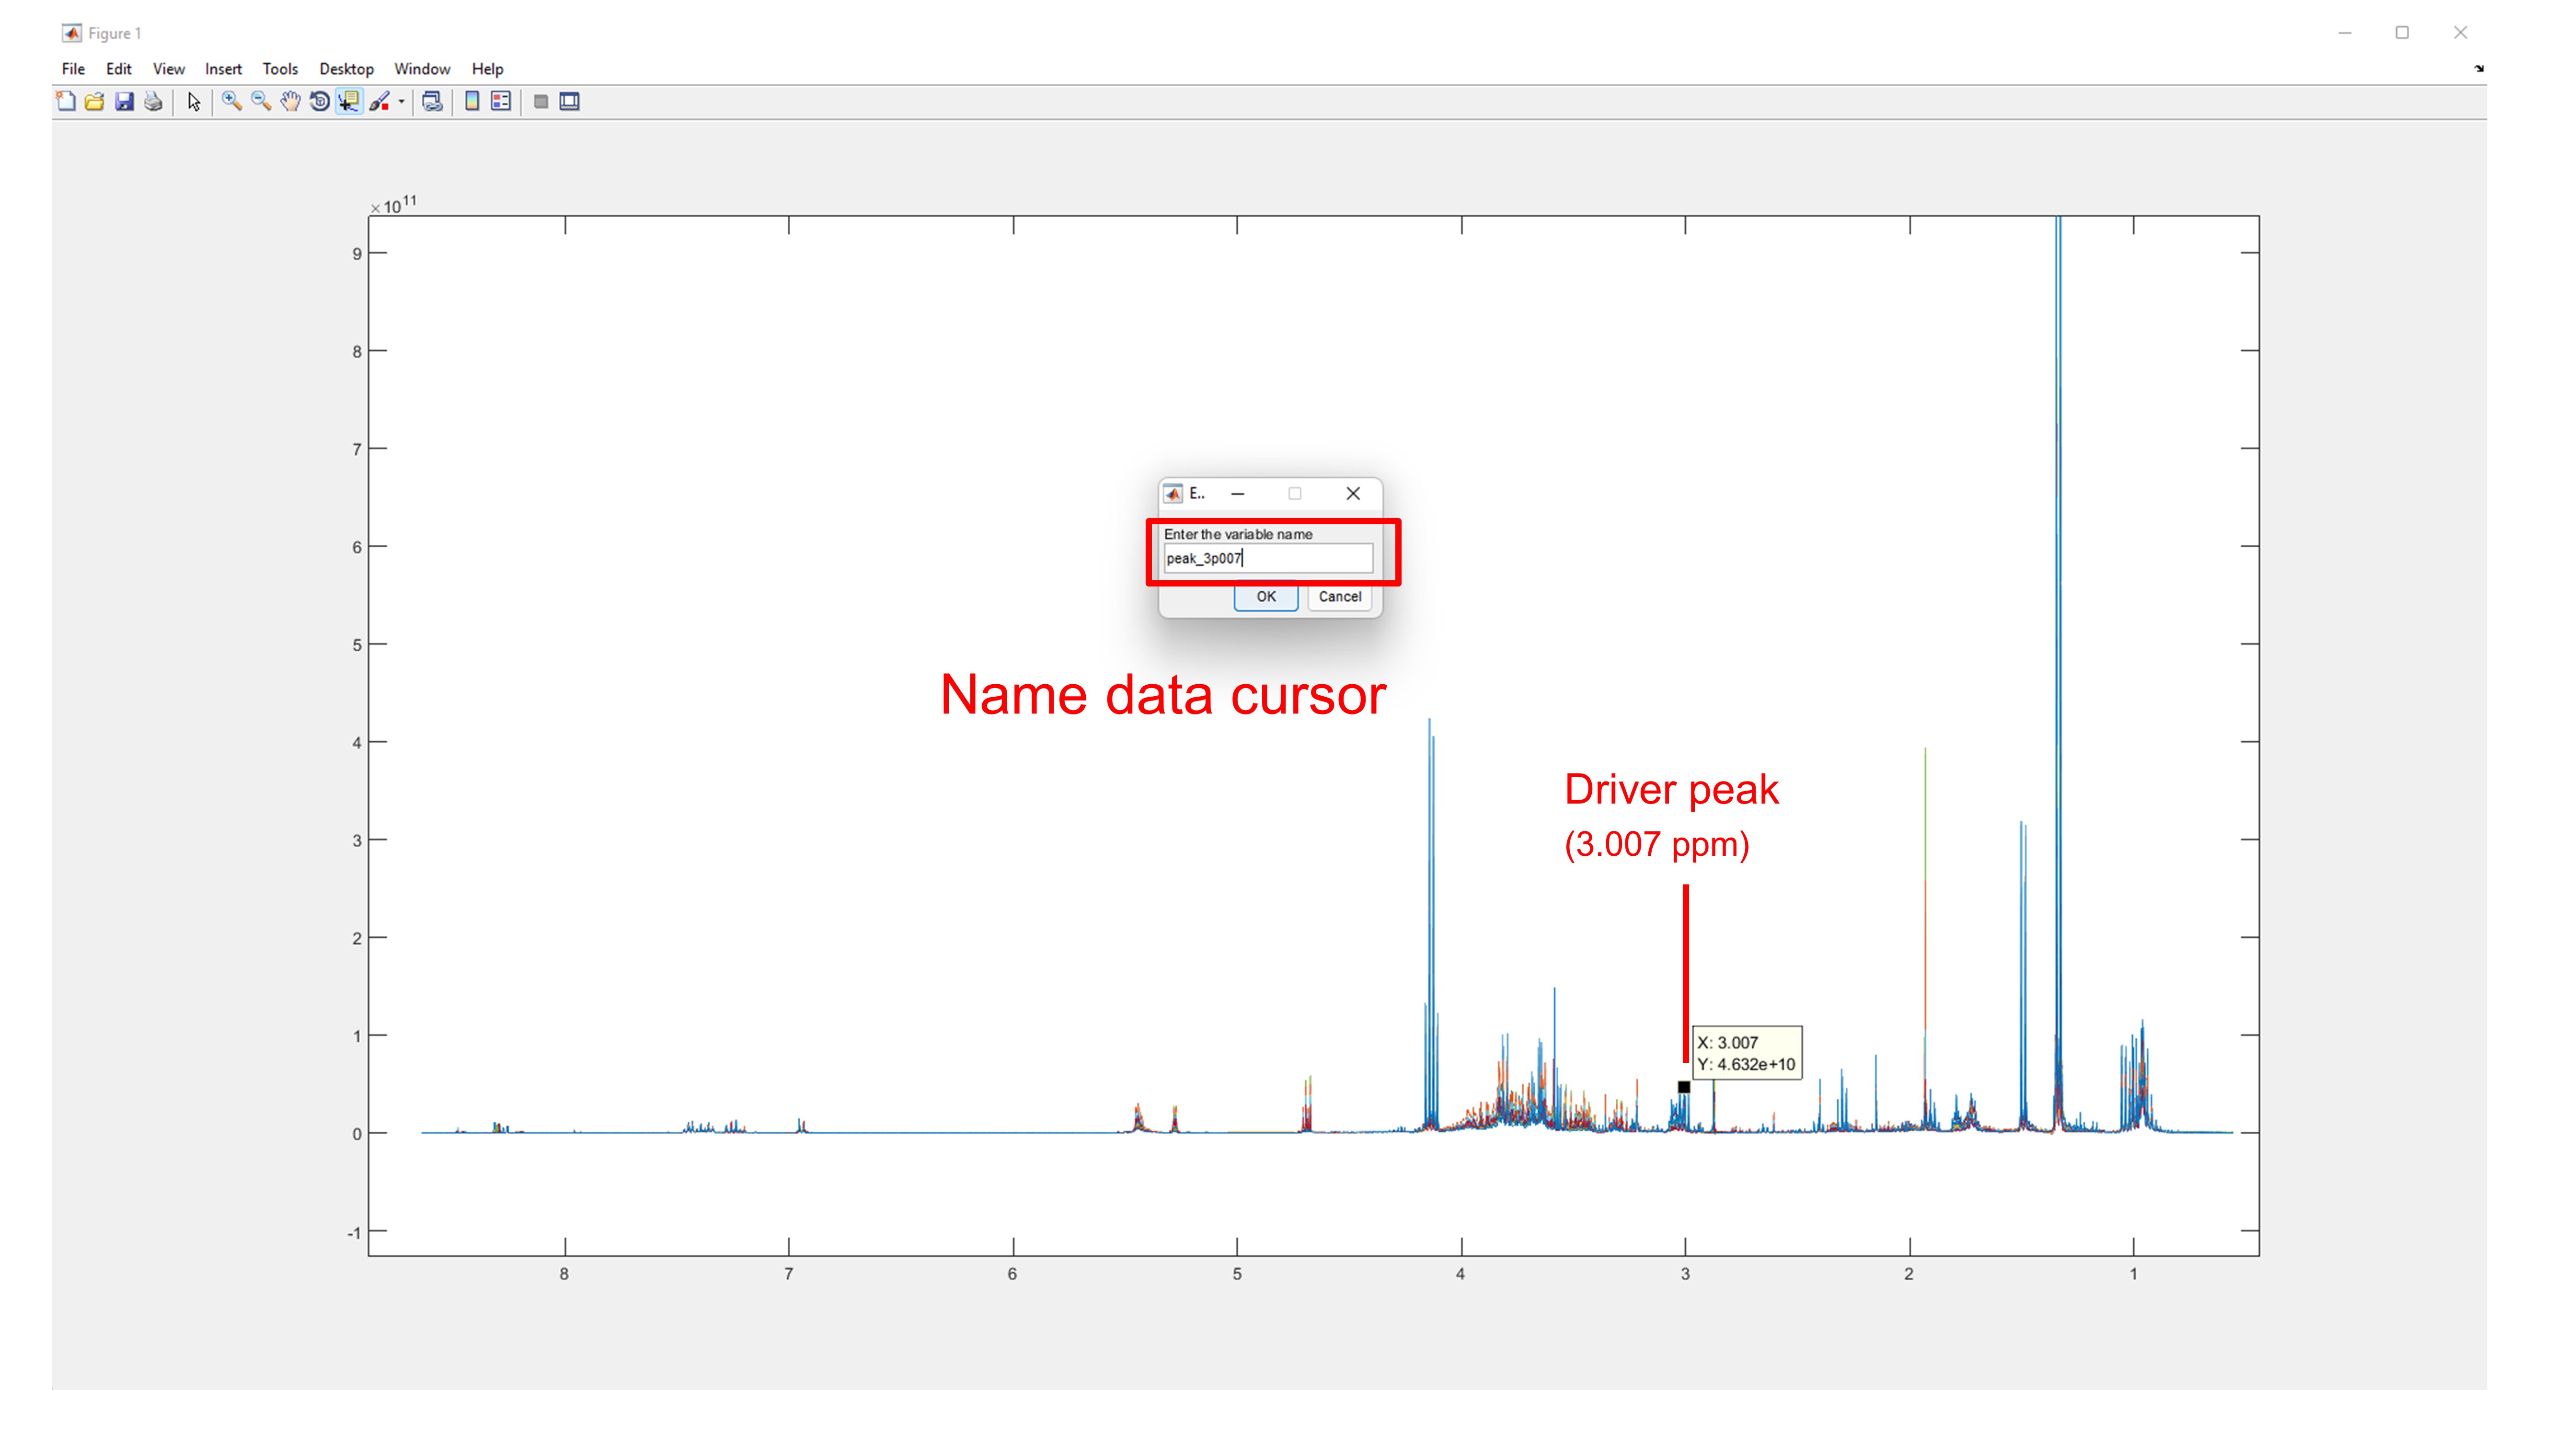 Figure 1
File Edit View Insert Tools Desktop Window Help
×10^11
9
8
7
6
5
4
3
2
1
0
-1
E..
Enter the variable name
peak_3p007
OK Cancel
Name data cursor
Driver peak
(3.007 ppm)
X: 3.007
Y: 4.632e+10
8 7 6 5 4 3 2 1